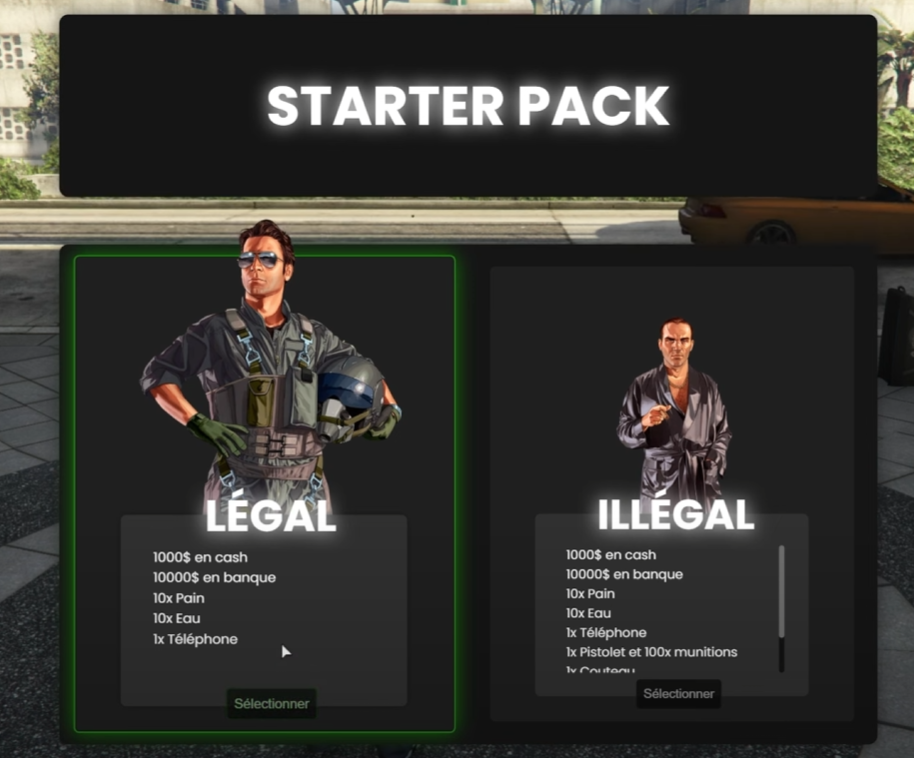 STARTER PACK
LÉGAL
1000$ en cash
10000$ en banque
10x Pain
10x Eau
1x Téléphone
Sélectionner
ILLÉGAL
1000$ en cash
10000$ en banque
10x Pain
10x Eau
1x Téléphone
1x Pistolet et 100x munitions
1x Couteau
Sélectionner